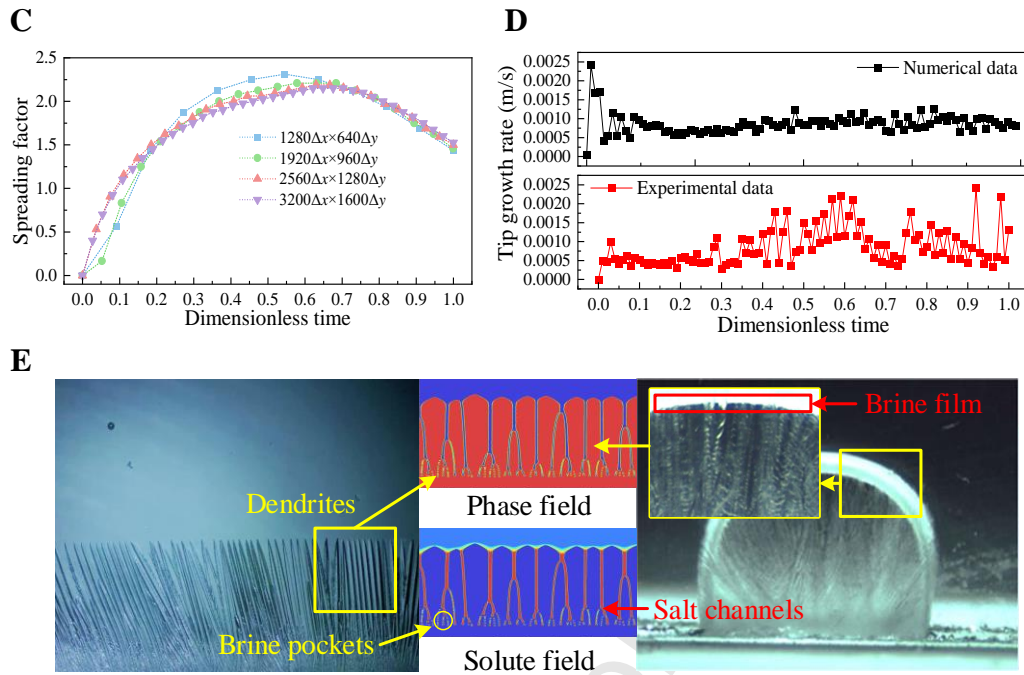 C
Spreading factor
2.5
2.0
1.5
1.0
0.5
0.0
1280Δx×640Δy
1920Δx×960Δy
2560Δx×1280Δy
3200Δx×1600Δy
0.0 0.1 0.2 0.3 0.4 0.5 0.6 0.7 0.8 0.9 1.0
Dimensionless time
D
Tip growth rate (m/s)
0.0025
0.0020
0.0015
0.0010
0.0005
0.0000
Numerical data
0.0025
0.0020
0.0015
0.0010
0.0005
0.0000
Experimental data
0.0 0.1 0.2 0.3 0.4 0.5 0.6 0.7 0.8 0.9 1.0
Dimensionless time
E
Dendrites
Brine pockets
Phase field
Solute field
Brine film
Salt channels